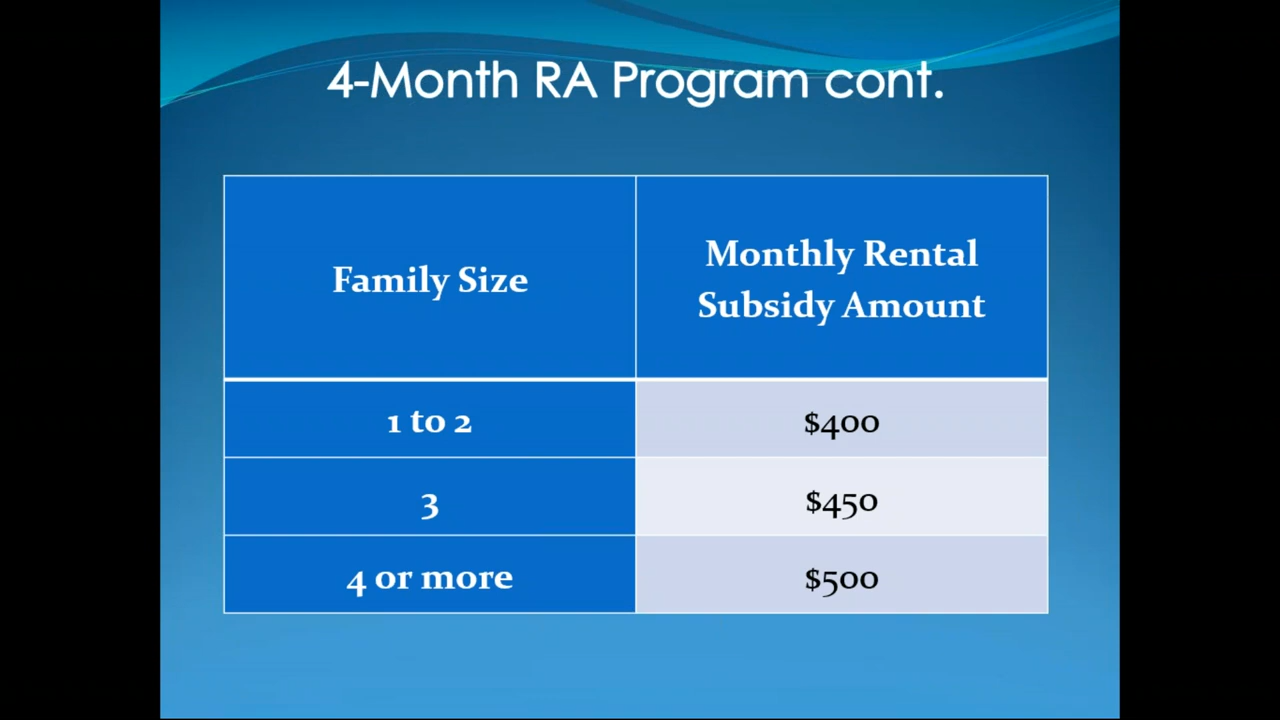 4-Month RA Program cont.
Family Size
Monthly Rental
Subsidy Amount
1 to 2
$400
3
$450
4 or more
$500